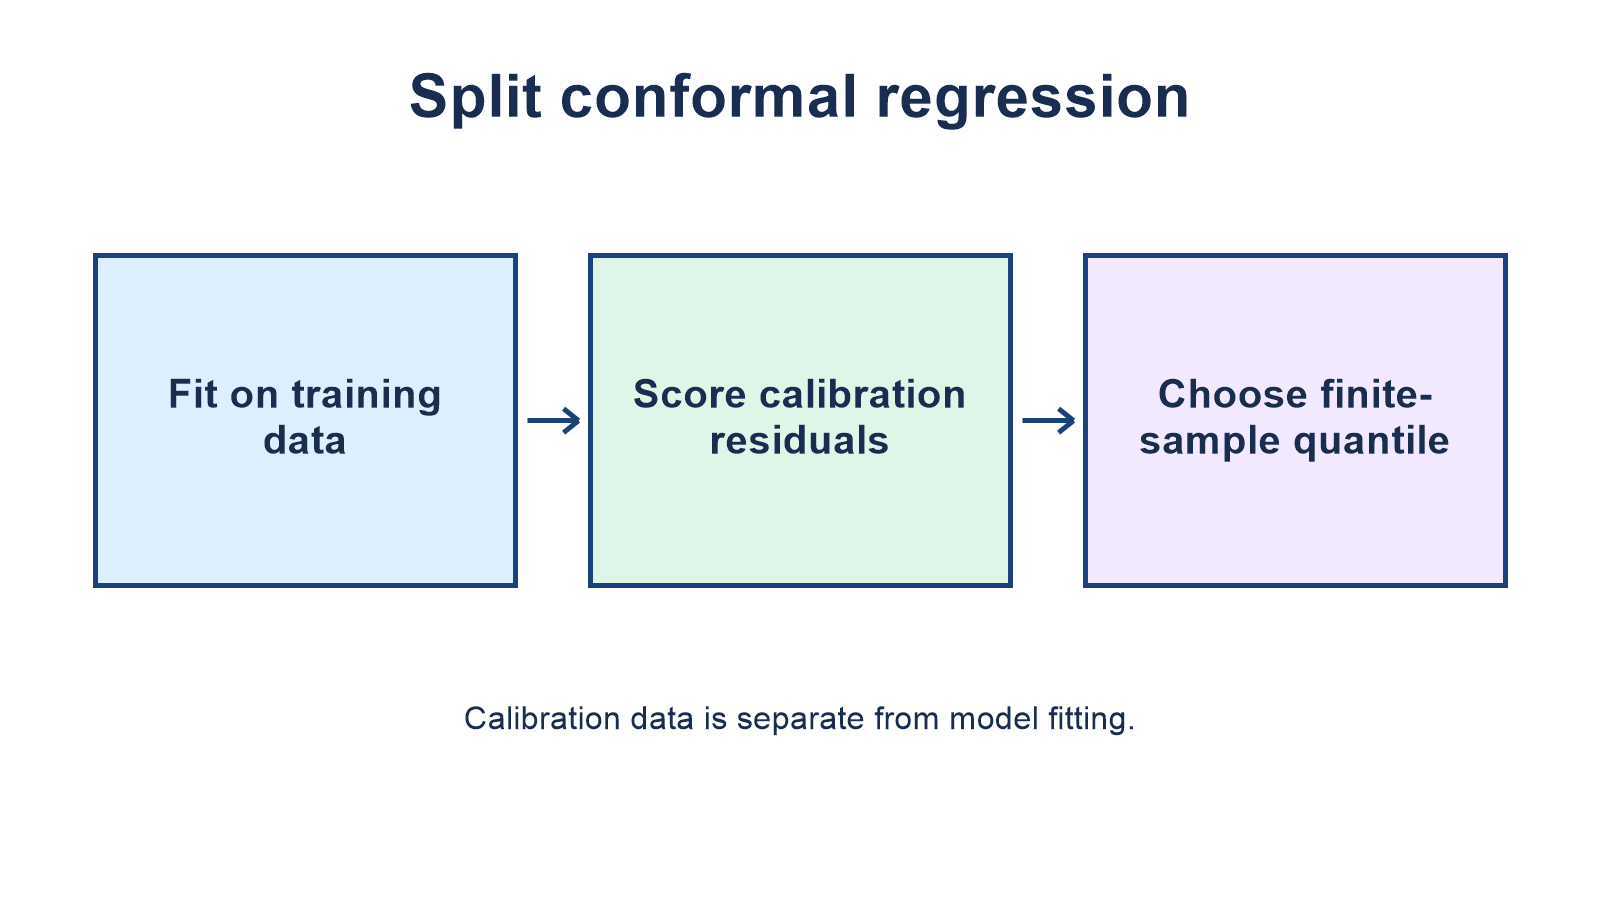 Split conformal regression
Fit on training
data
Score calibration
residuals
Choose finite-
sample quantile
Calibration data is separate from model fitting.